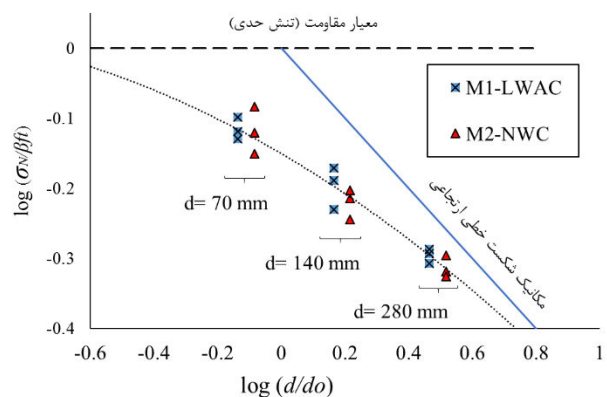 معیار مقاومت (تنش حدی)
0
-0.1
-0.2
-0.3
-0.4
log (σN/βft)
M1-LWAC
M2-NWC
d= 70 mm
d= 140 mm
d= 280 mm
مکانیک شکست خطی ارتجاعی
-0.6
-0.4
-0.2
0
0.2
0.4
0.6
0.8
1
log (d/do)